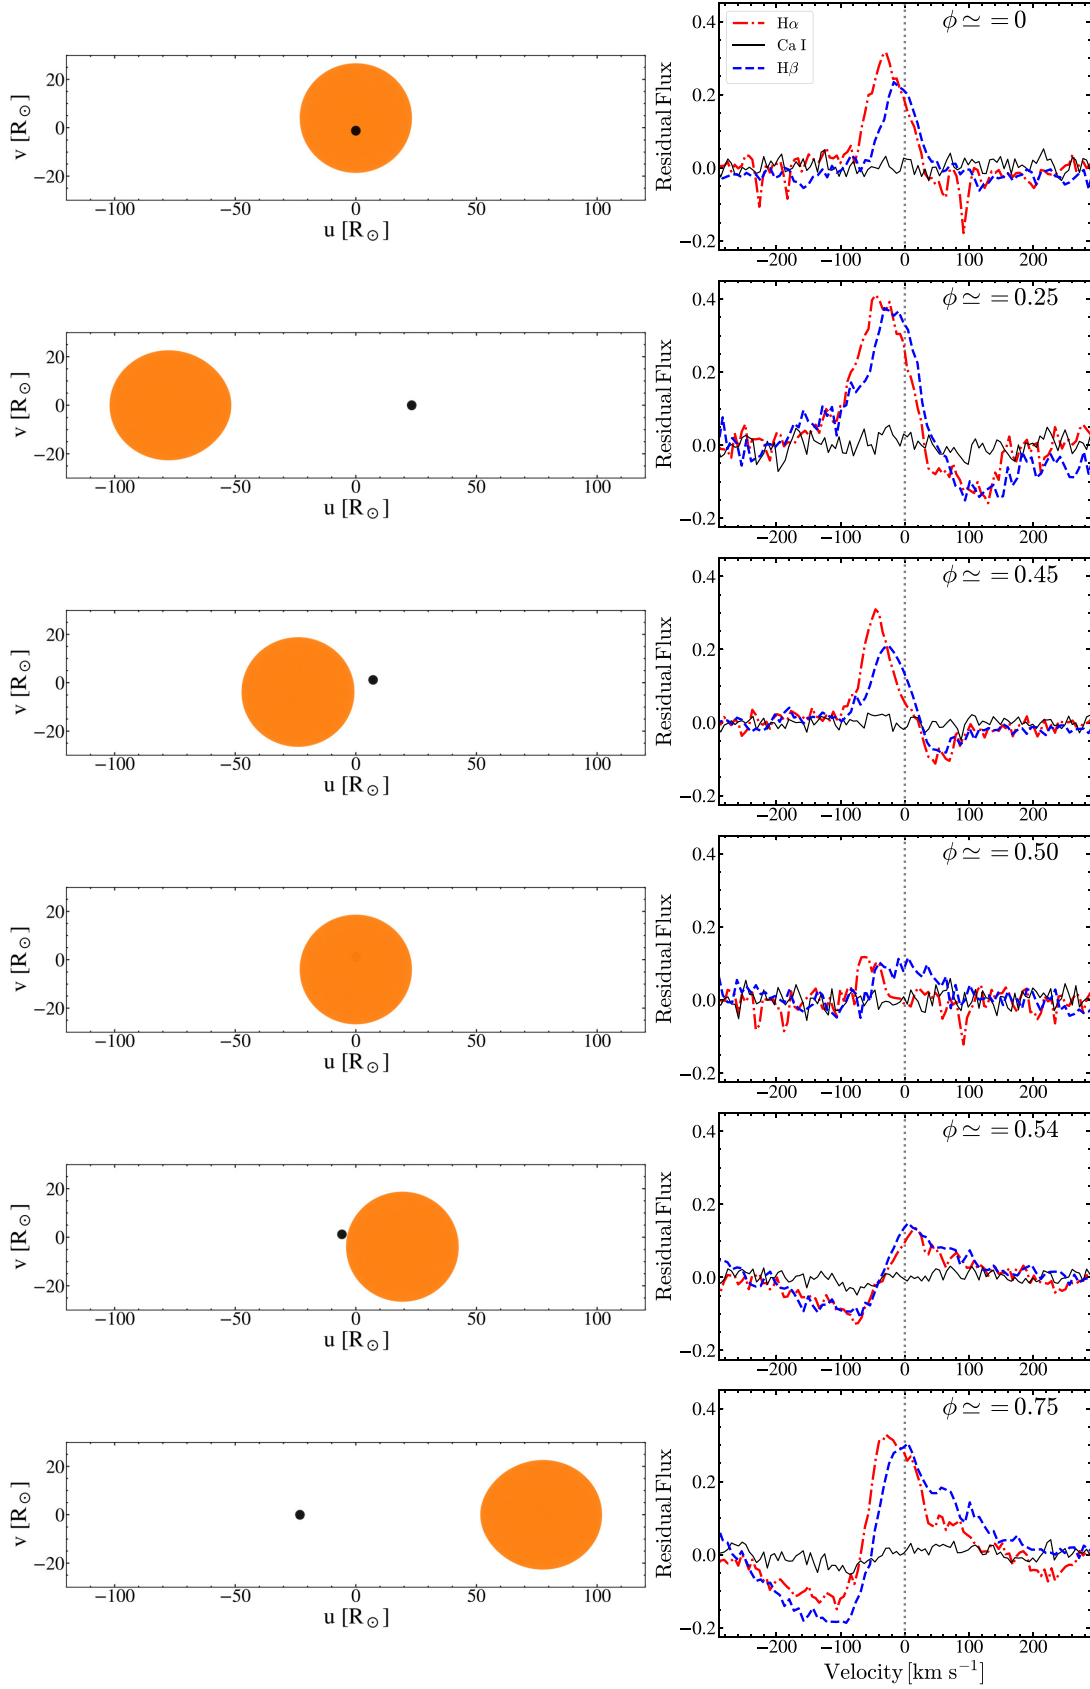 v [R⊙]
20
0
−20
−100 −50 0 50 100
u [R⊙]
Residual Flux
0.4
0.2
0.0
−0.2
−200 −100 0 100 200
ϕ ≃= 0
Hα
Ca I
Hβ
v [R⊙]
20
0
−20
−100 −50 0 50 100
u [R⊙]
Residual Flux
0.4
0.2
0.0
−0.2
−200 −100 0 100 200
ϕ ≃= 0.25
v [R⊙]
20
0
−20
−100 −50 0 50 100
u [R⊙]
Residual Flux
0.4
0.2
0.0
−0.2
−200 −100 0 100 200
ϕ ≃= 0.45
v [R⊙]
20
0
−20
−100 −50 0 50 100
u [R⊙]
Residual Flux
0.4
0.2
0.0
−0.2
−200 −100 0 100 200
ϕ ≃= 0.50
v [R⊙]
20
0
−20
−100 −50 0 50 100
u [R⊙]
Residual Flux
0.4
0.2
0.0
−0.2
−200 −100 0 100 200
ϕ ≃= 0.54
v [R⊙]
20
0
−20
−100 −50 0 50 100
u [R⊙]
Residual Flux
0.4
0.2
0.0
−0.2
−200 −100 0 100 200
ϕ ≃= 0.75
Velocity [km s⁻¹]